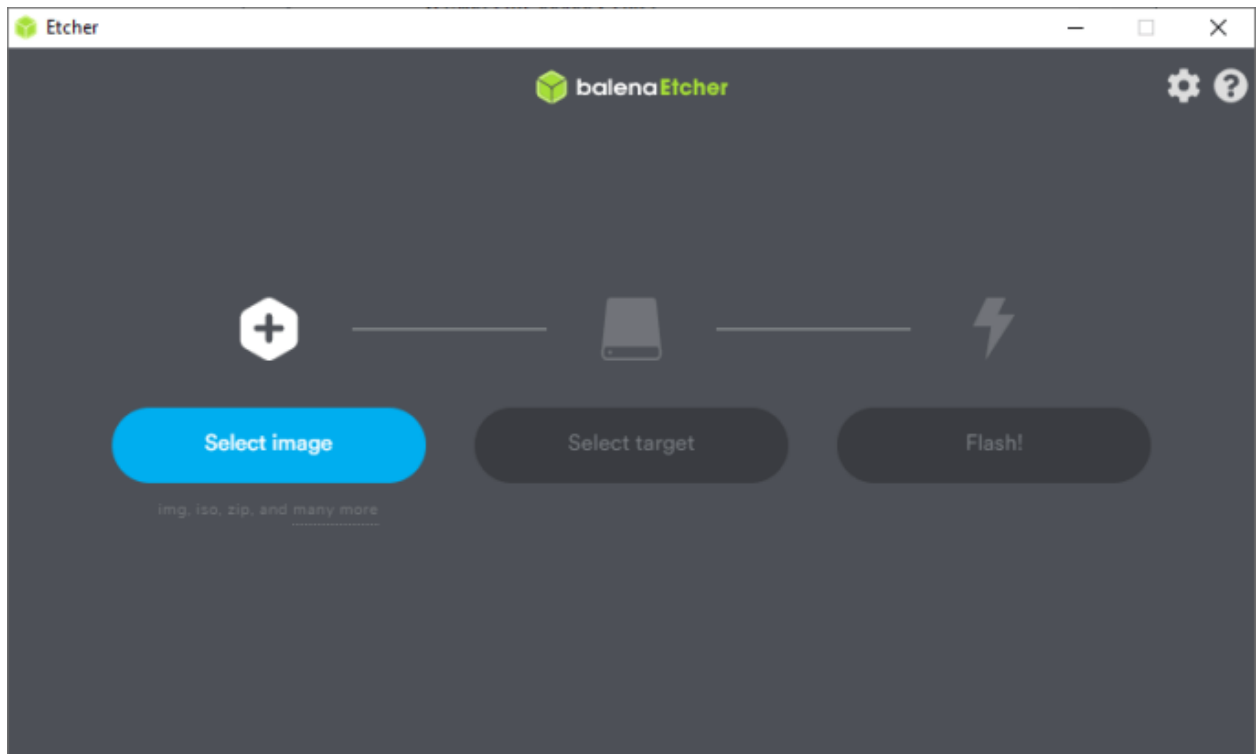 Etcher
balenaEtcher
Select image
Select target
Flash!
img, iso, zip, and many more